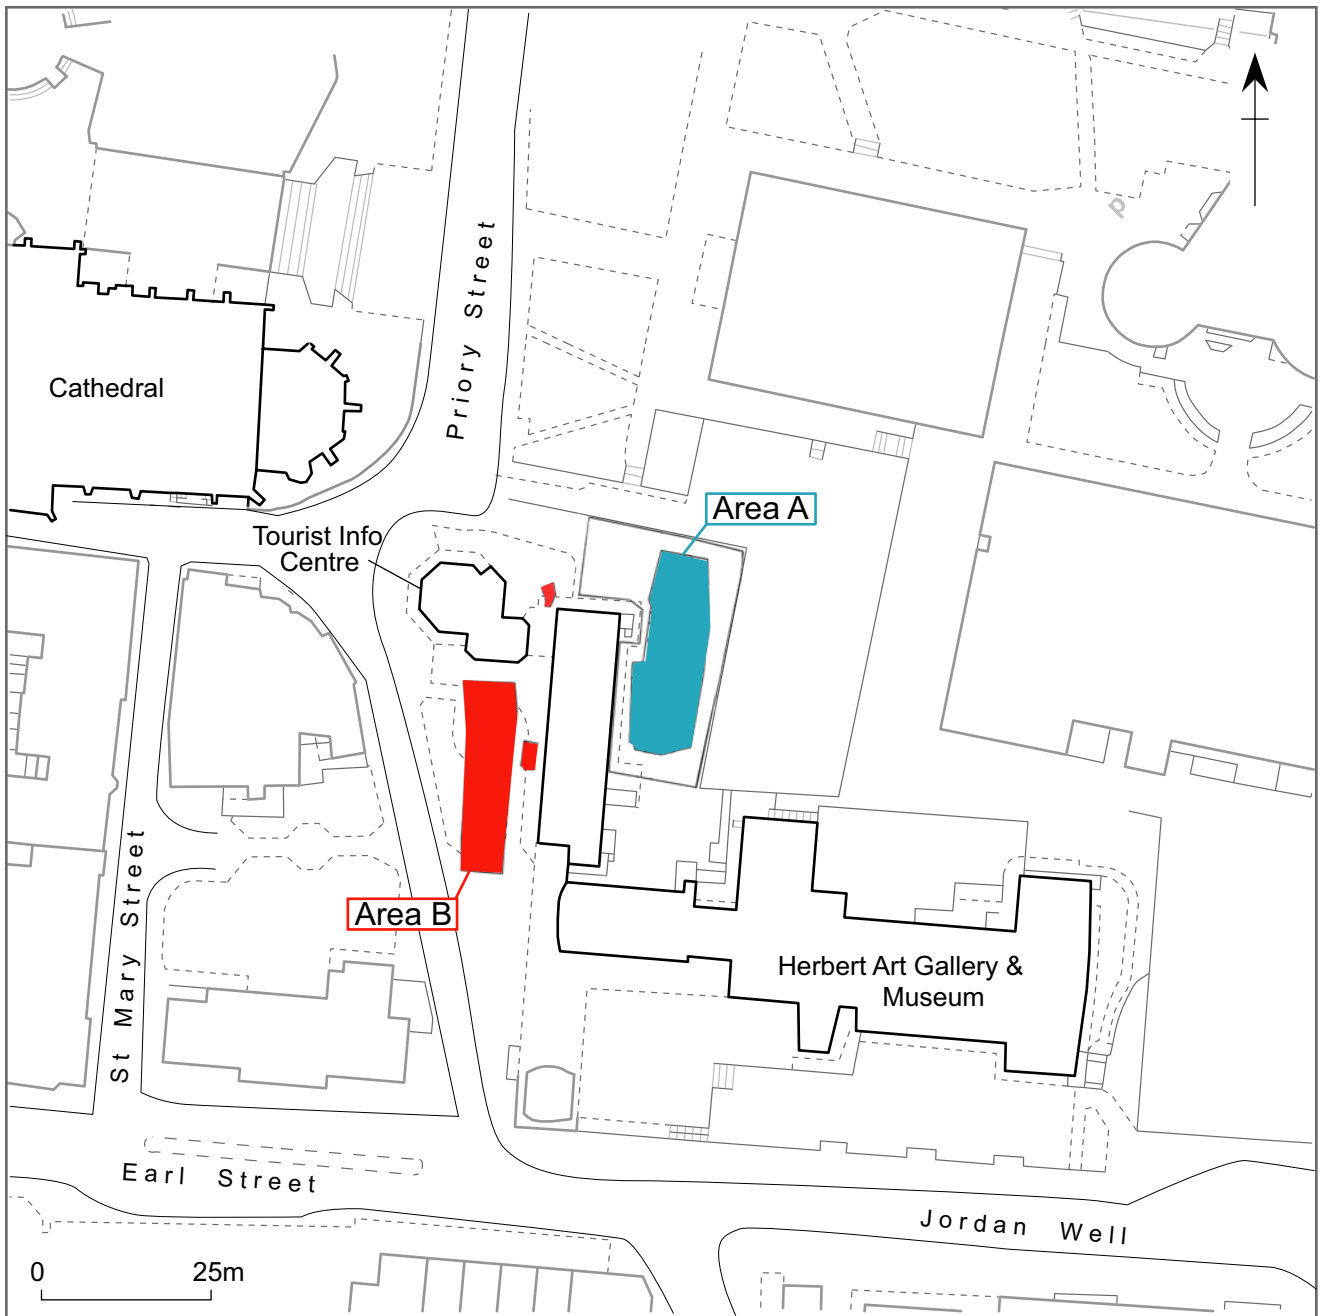 Priory Street
p
Cathedral
Area A
Tourist Info
Centre
Area B
St Mary Street
Herbert Art Gallery &
Museum
Earl Street
Jordan Well
0 25m